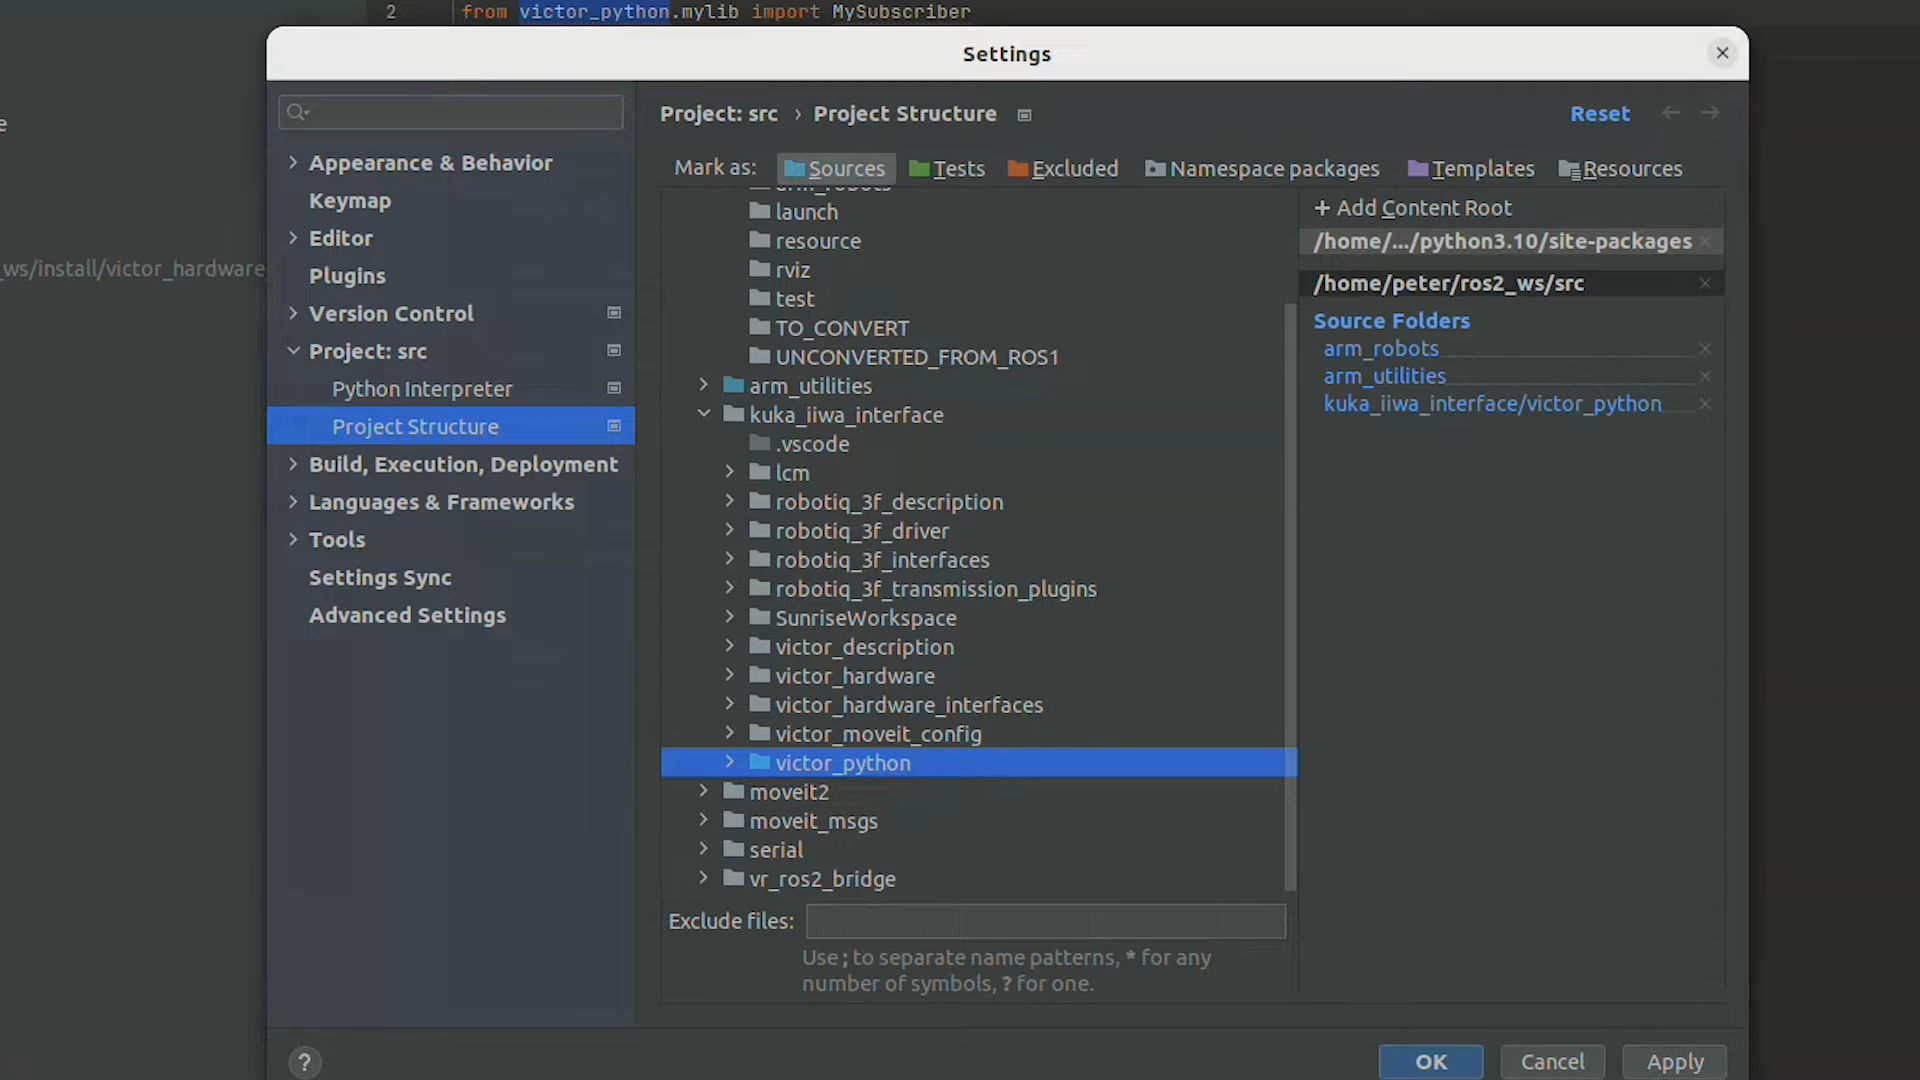 2 from victor_python.mylib import MySubscriber
Settings
e
ws/install/victor_hardware
Appearance & Behavior
Keymap
Editor
Plugins
Version Control
Project: src
Python Interpreter
Project Structure
Build, Execution, Deployment
Languages & Frameworks
Tools
Settings Sync
Advanced Settings
?
Project: src › Project Structure
Reset
Mark as: Sources Tests Excluded Namespace packages Templates Resources
arm_robots
launch
resource
rviz
test
TO_CONVERT
UNCONVERTED_FROM_ROS1
arm_utilities
kuka_iiwa_interface
.vscode
lcm
robotiq_3f_description
robotiq_3f_driver
robotiq_3f_interfaces
robotiq_3f_transmission_plugins
SunriseWorkspace
victor_description
victor_hardware
victor_hardware_interfaces
victor_moveit_config
victor_python
moveit2
moveit_msgs
serial
vr_ros2_bridge
Exclude files:
Use ; to separate name patterns, * for any
number of symbols, ? for one.
+ Add Content Root
/home/.../python3.10/site-packages
/home/peter/ros2_ws/src
Source Folders
arm_robots
arm_utilities
kuka_iiwa_interface/victor_python
OK Cancel Apply